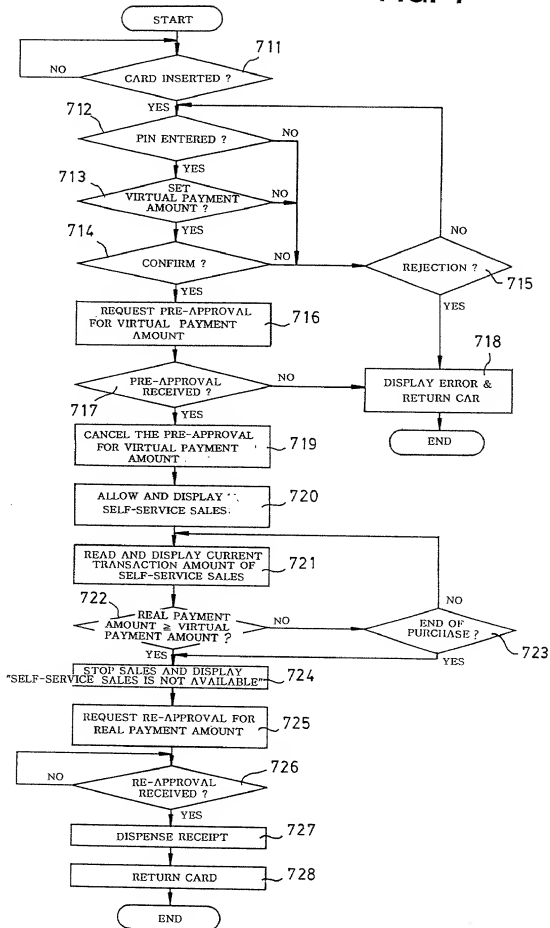 START
711
NO
CARD INSERTED ?
YES
712
PIN ENTERED ?
NO
YES
713
SET
VIRTUAL PAYMENT
AMOUNT ?
NO
YES
714
CONFIRM ?
NO
NO
REJECTION ?
715
YES
YES
REQUEST PRE-APPROVAL
FOR VIRTUAL PAYMENT
AMOUNT
716
718
PRE-APPROVAL
RECEIVED ?
NO
717
DISPLAY ERROR &
RETURN CAR
YES
END
CANCEL THE PRE-APPROVAL
FOR VIRTUAL PAYMENT
AMOUNT
719
ALLOW AND DISPLAY
SELF-SERVICE SALES
720
READ AND DISPLAY CURRENT
TRANSACTION AMOUNT OF
SELF-SERVICE SALES
721
722
REAL PAYMENT
AMOUNT ≧ VIRTUAL
PAYMENT AMOUNT ?
NO
NO
END OF
PURCHASE ?
723
YES
YES
STOP SALES AND DISPLAY
"SELF-SERVICE SALES IS NOT AVAILABLE"
724
REQUEST RE-APPROVAL FOR
REAL PAYMENT AMOUNT
725
726
NO
RE-APPROVAL
RECEIVED ?
YES
DISPENSE RECEIPT
727
RETURN CARD
728
END